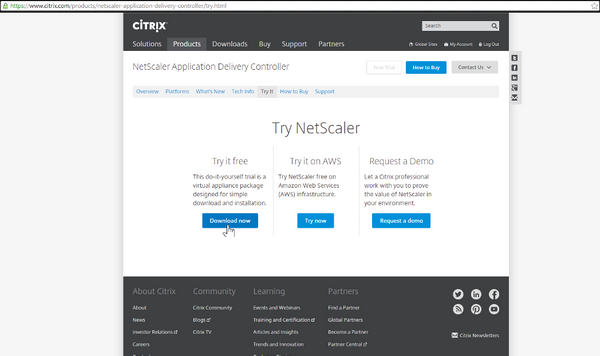 https://www.citrix.com/products/netscaler-application-delivery-controller/try.html
CITRIX
Search
Solutions Products Downloads Buy Support Partners
Global Sites My Account Log Out
NetScaler Application Delivery Controller
Free Trial How to Buy Contact Us
Overview Platforms What's New Tech Info Try It How to Buy Support
Try NetScaler
Try it free
This do-it-yourself trial is a
virtual appliance package
designed for simple
download and installation.
Download now
Try it on AWS
Try NetScaler free on
Amazon Web Services
(AWS) infrastructure.
Try now
Request a Demo
Let a Citrix professional
work with you to prove
the value of NetScaler in
your environment.
Request a demo
About Citrix
About
News
Investor Relations
Careers
Community
Citrix Community
Blogs
Citrix TV
Learning
Events and Webinars
Training and Certification
Articles and Insights
Trends and Innovation
Partners
Find a Partner
Global Partners
Become a Partner
Partner Central
Citrix Newsletters